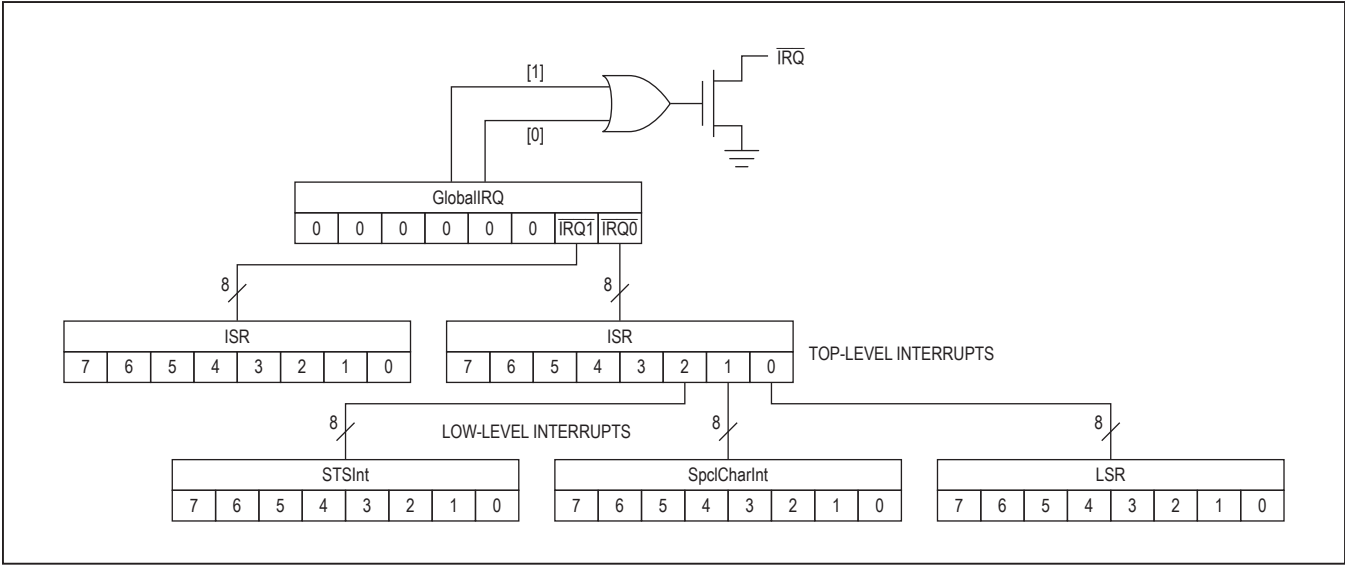 IRQ
[1]
[0]
GlobalIRQ
0 0 0 0 0 0 IRQ1 IRQ0
8 8
ISR ISR
7 6 5 4 3 2 1 0 7 6 5 4 3 2 1 0
TOP-LEVEL INTERRUPTS
8 LOW-LEVEL INTERRUPTS 8 8
STSInt SpclCharInt LSR
7 6 5 4 3 2 1 0 7 6 5 4 3 2 1 0 7 6 5 4 3 2 1 0